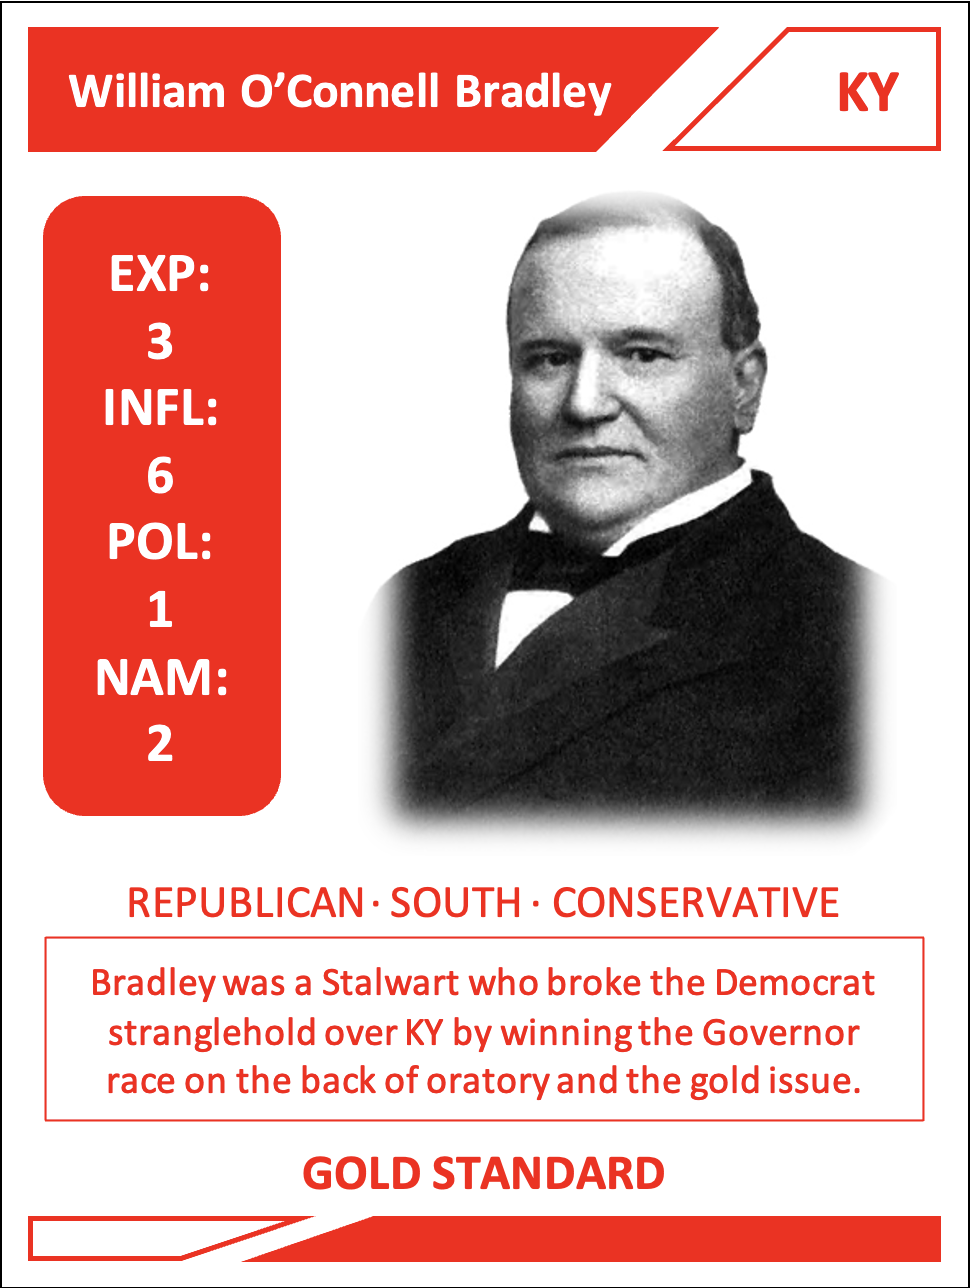 William O’Connell Bradley
KY
EXP:
3
INFL:
6
POL:
1
NAM:
2
REPUBLICAN · SOUTH · CONSERVATIVE
Bradley was a Stalwart who broke the Democrat
stranglehold over KY by winning the Governor
race on the back of oratory and the gold issue.
GOLD STANDARD